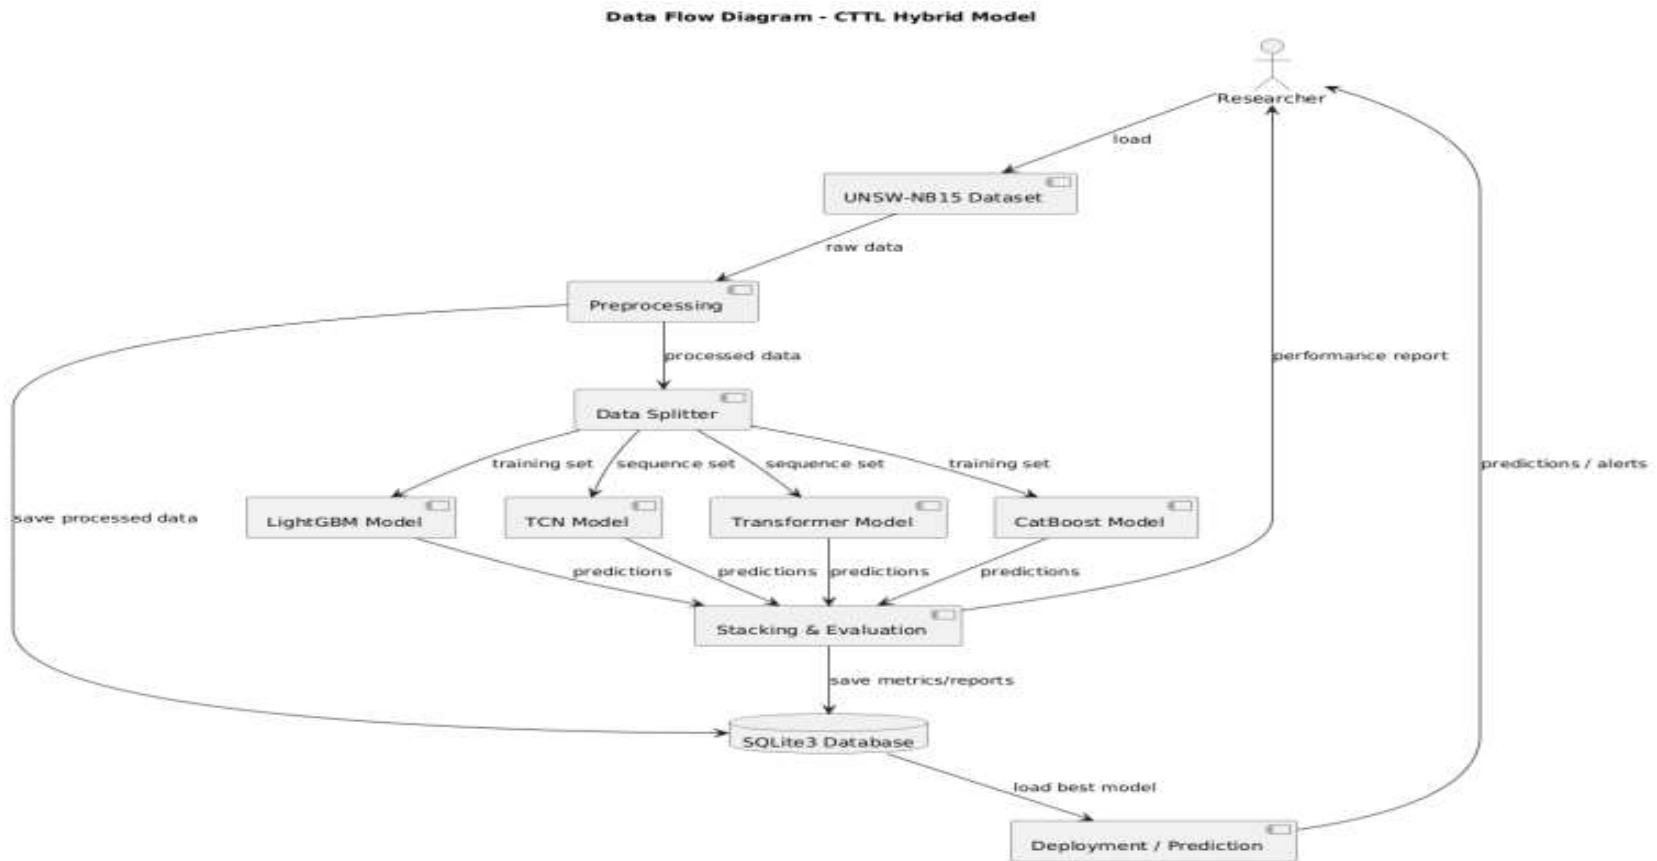 Data Flow Diagram - CTTL Hybrid Model
Researcher
load
UNSW-NB15 Dataset
raw data
Preprocessing
processed data
performance report
Data Splitter
training set
sequence set
sequence set
training set
predictions / alerts
save processed data
LightGBM Model
TCN Model
Transformer Model
CatBoost Model
predictions
predictions
predictions
predictions
Stacking & Evaluation
save metrics/reports
SQLite3 Database
load best model
Deployment / Prediction